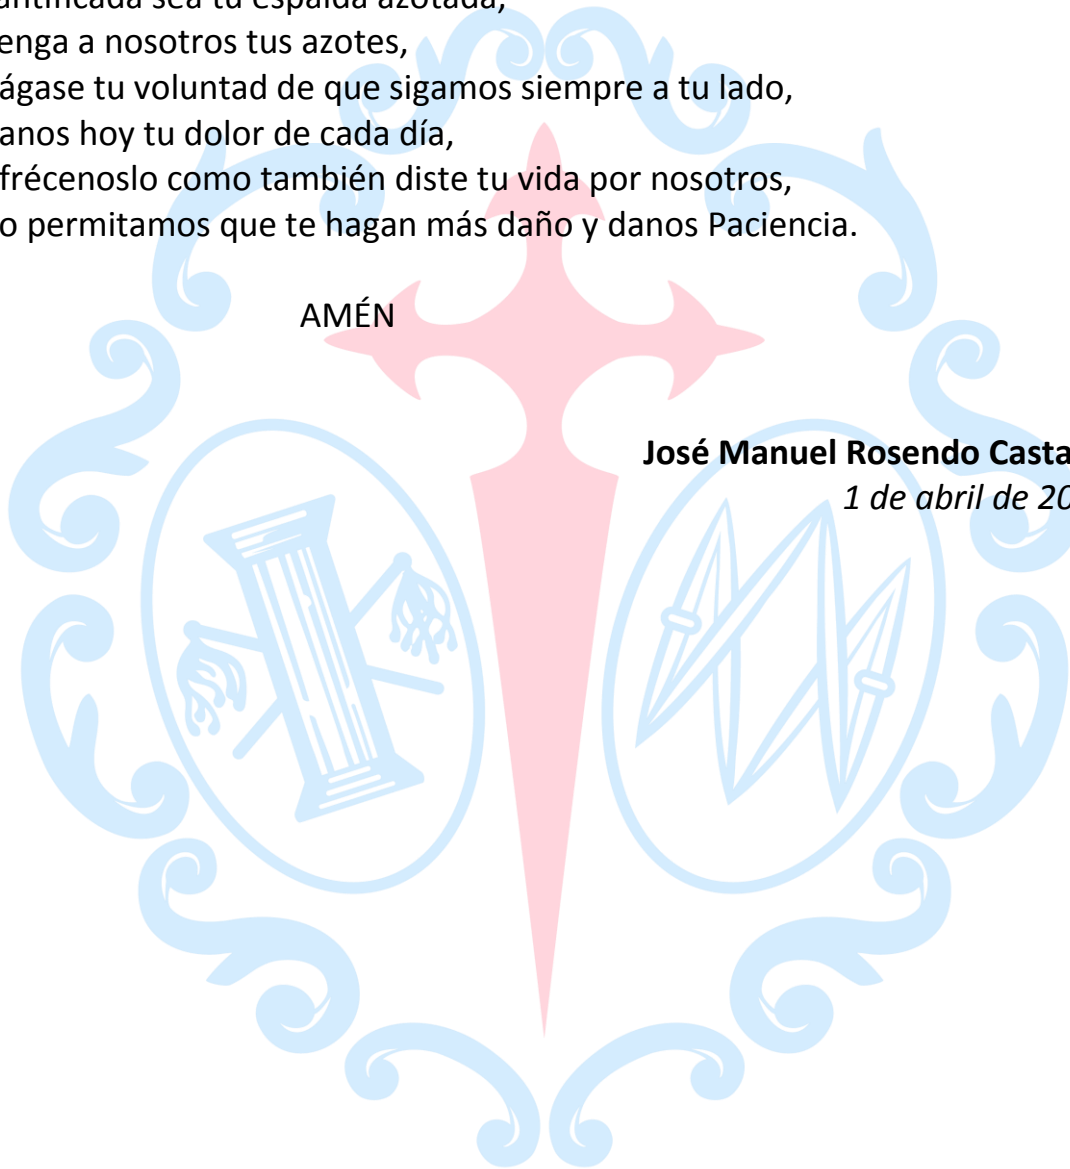 antificada sea tu espalda azotada,
enga a nosotros tus azotes,
ágase tu voluntad de que sigamos siempre a tu lado,
anos hoy tu dolor de cada día,
frécenoslo como también diste tu vida por nosotros,
o permitamos que te hagan más daño y danos Paciencia.
AMÉN
José Manuel Rosendo Casta
1 de abril de 20